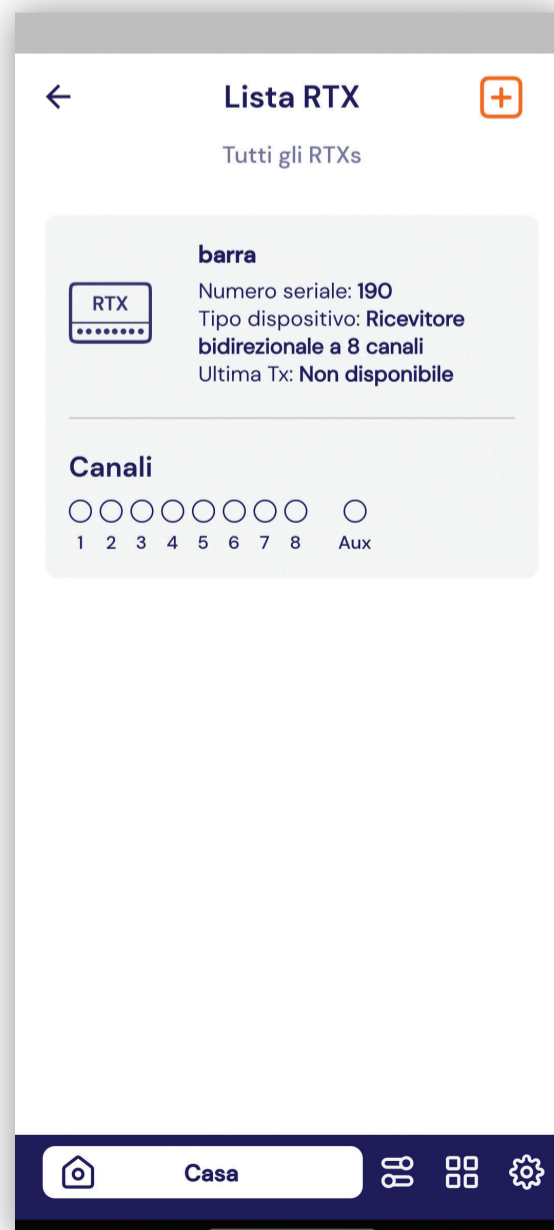 Lista RTX
Tutti gli RTXs
barra
RTX
Numero seriale: 190
Tipo dispositivo: Ricevitore
bidirezionale a 8 canali
Ultima Tx: Non disponibile
Canali
1 2 3 4 5 6 7 8 Aux
Casa